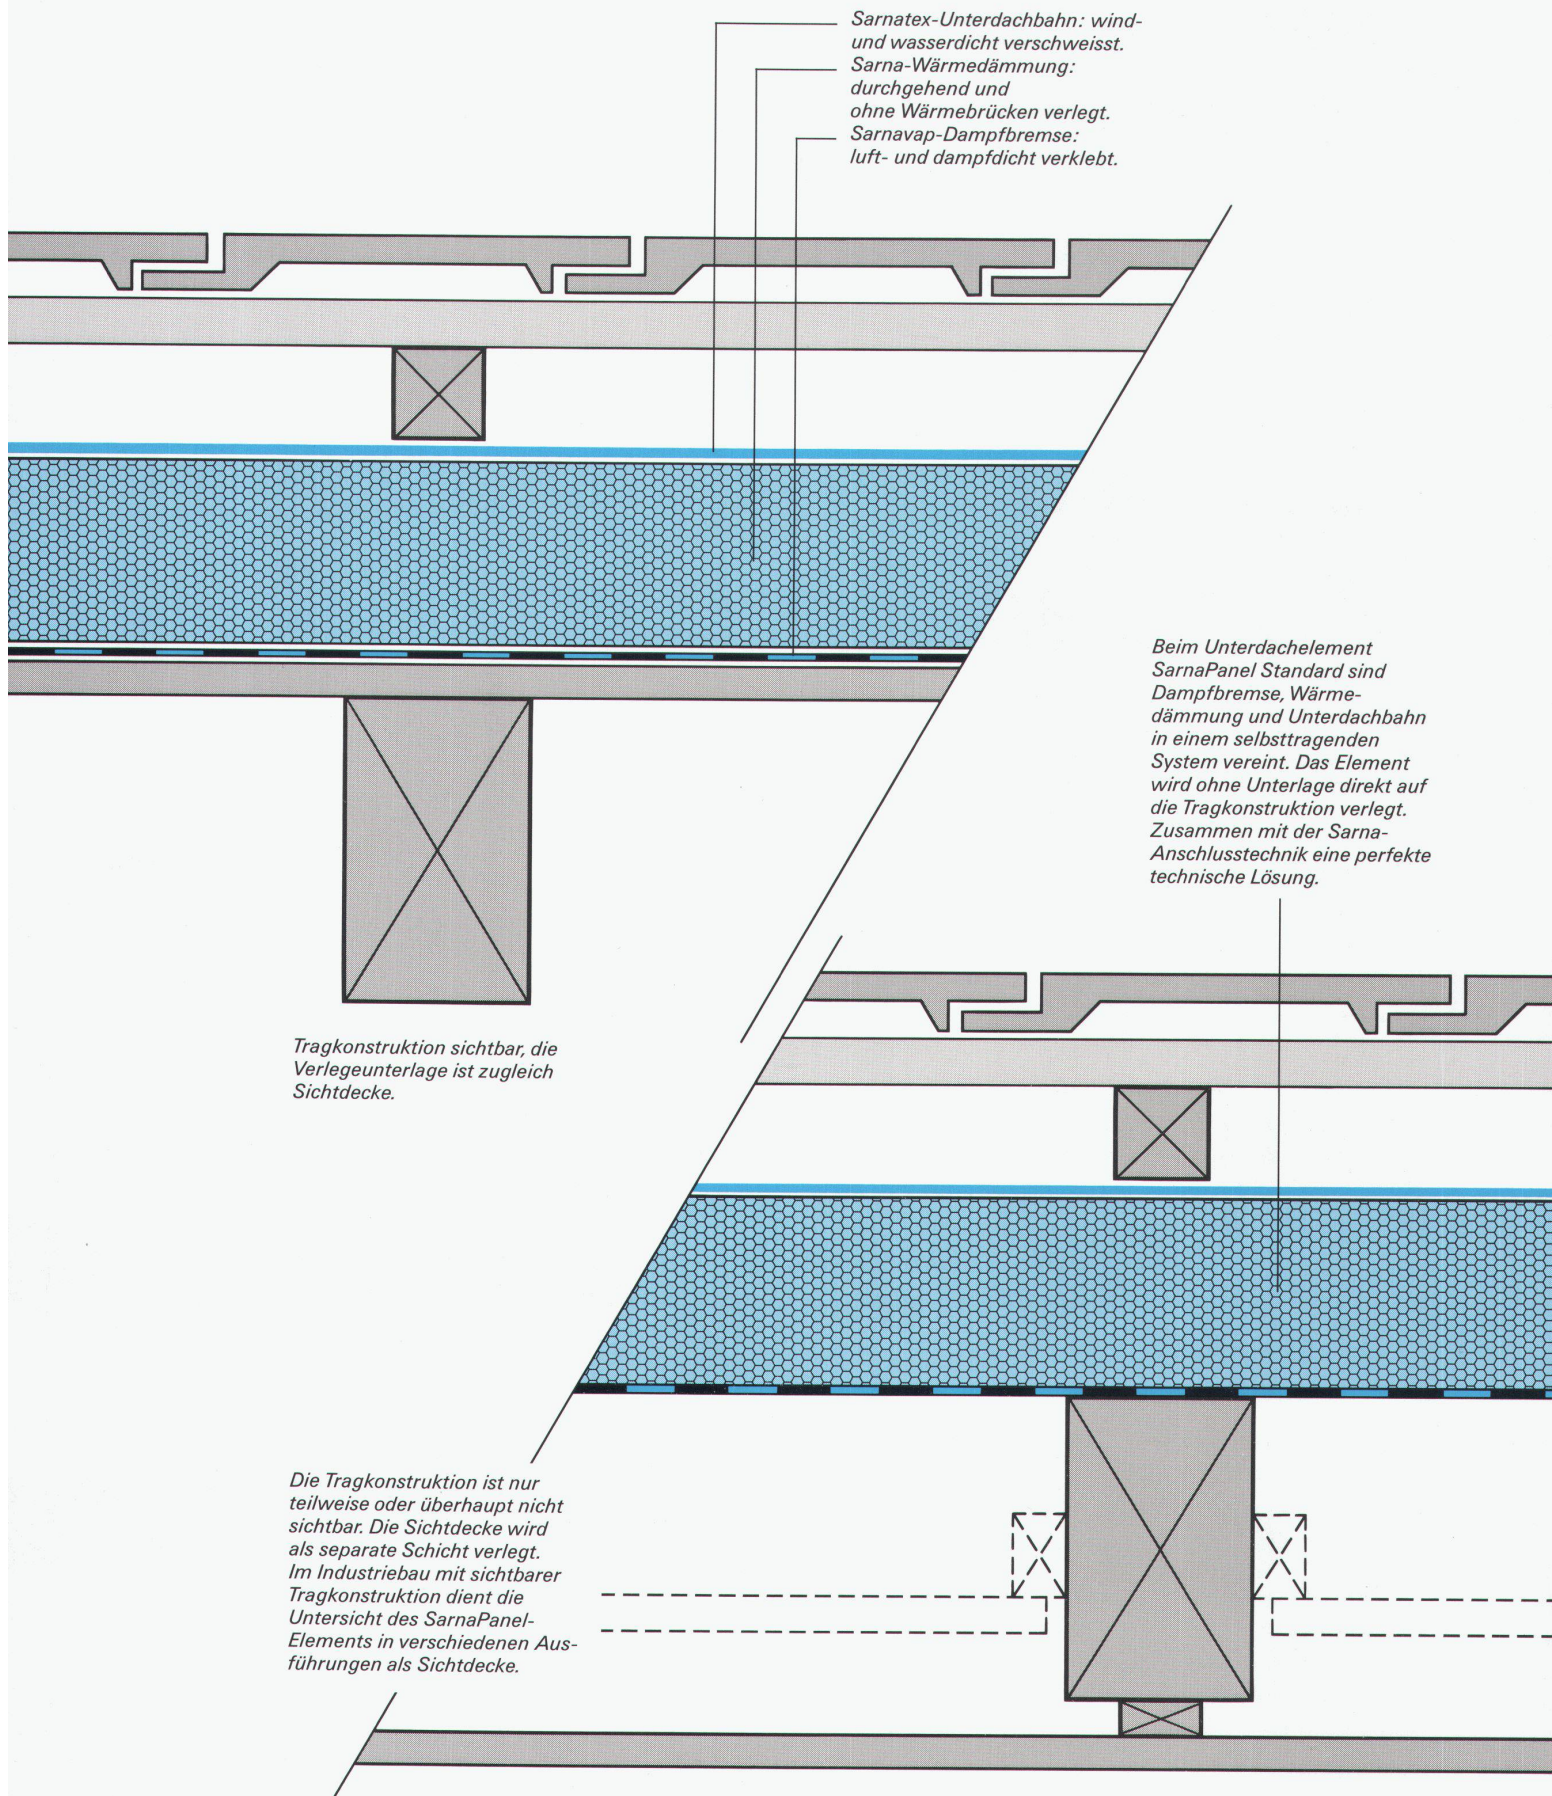 Sarnatex-Unterdachbahn: wind-
und wasserdicht verschweisst.
Sarna-Wärmedämmung:
durchgehend und
ohne Wärmebrücken verlegt.
Sarnavap-Dampfbremse:
luft- und dampfdicht verklebt.
Beim Unterdachelement
SarnaPanel Standard sind
Dampfbremse, Wärme-
dämmung und Unterdachbahn
in einem selbsttragenden
System vereint. Das Element
wird ohne Unterlage direkt auf
die Tragkonstruktion verlegt.
Zusammen mit der Sarna-
Anschlusstechnik eine perfekte
technische Lösung.
Tragkonstruktion sichtbar, die
Verlegeunterlage ist zugleich
Sichtdecke.
Die Tragkonstruktion ist nur
teilweise oder überhaupt nicht
sichtbar. Die Sichtdecke wird
als separate Schicht verlegt.
Im Industriebau mit sichtbarer
Tragkonstruktion dient die
Untersicht des SarnaPanel-
Elements in verschiedenen Aus-
führungen als Sichtdecke.